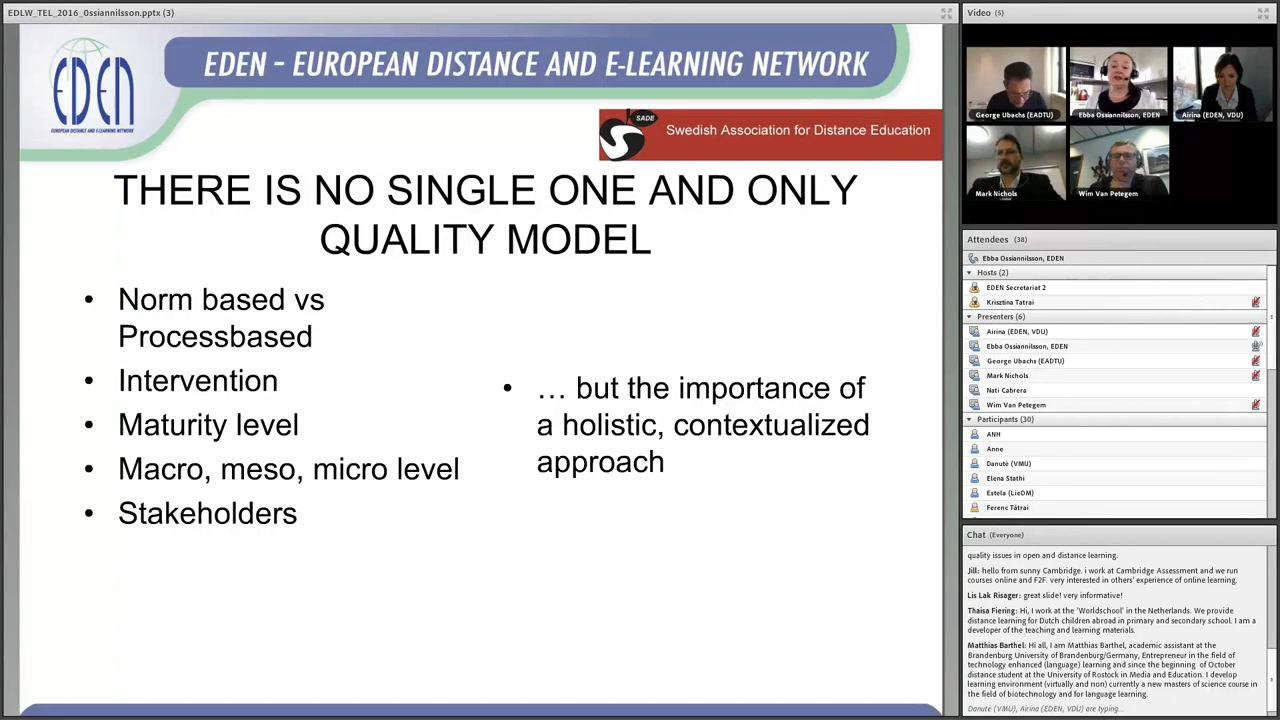 EDLW_TEL_2016_Ossiannilsson.pptx (3)
EDEN
EUROPEAN DISTANCE AND E-LEARNING NETWORK
EDEN - EUROPEAN DISTANCE AND E-LEARNING NETWORK
SADE
Swedish Association for Distance Education
THERE IS NO SINGLE ONE AND ONLY
QUALITY MODEL
• Norm based vs
Processbased
• Intervention
• Maturity level
• Macro, meso, micro level
• Stakeholders
• … but the importance of
a holistic, contextualized
approach
Video (5)
George Ubachs (EADTU)
Ebba Ossiannilsson, EDEN
Airina (EDEN, VDU)
Mark Nichols
Wim Van Petegem
Attendees (38)
Ebba Ossiannilsson, EDEN
Hosts (2)
EDEN Secretariat 2
Krisztina Tatrai
Presenters (6)
Airina (EDEN, VDU)
Ebba Ossiannilsson, EDEN
George Ubachs (EADTU)
Mark Nichols
Nati Cabrera
Wim Van Petegem
Participants (30)
ANH
Anne
Danutė (VMU)
Elena Stathi
Estela (LieDM)
Ferenc Tátrai
Chat (Everyone)
quality issues in open and distance learning.
Jill: hello from sunny Cambridge. i work at Cambridge Assessment and we run
courses online and F2F. very interested in others' experience of online learning.
Lis Lak Risager: great slide! very informative!
Thaisa Fiering: Hi, I work at the 'Worldschool' in the Netherlands. We provide
distance learning for Dutch children abroad in primary and secondary school. I am a
developer of the teaching and learning materials.
Matthias Barthel: Hi all, I am Matthias Barthel, academic assistant at the
Brandenburg University of Brandenburg/Germany, Entrepreneur in the field of
technology enhanced (language) learning and since the beginning of October
distance student at the University of Rostock in Media and Education. I develop
learning environment (virtually and non) currently a new masters of science course in
the field of biotechnology and for language learning.
Danutė (VMU), Airina (EDEN, VDU) are typing...